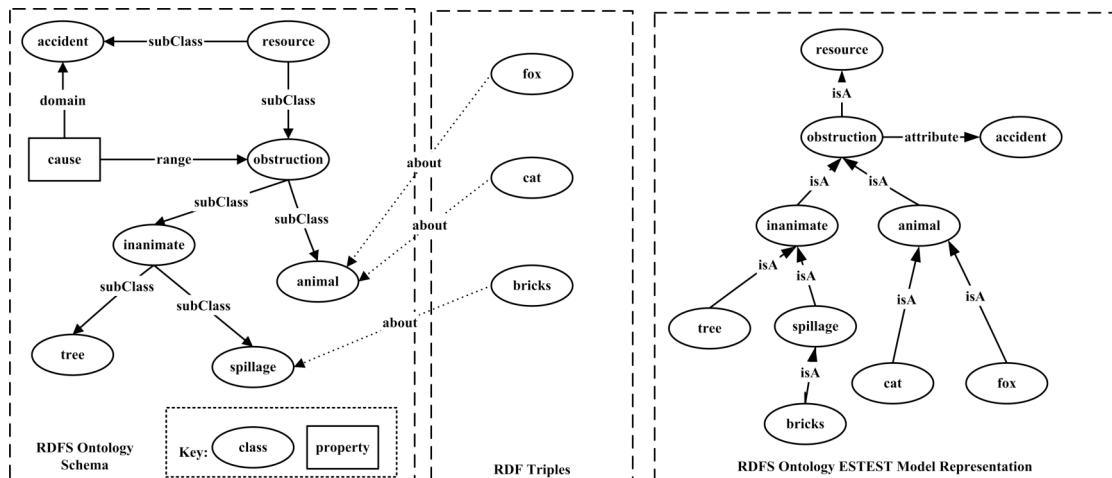 accident
subClass
resource
domain
subClass
cause
range
obstruction
subClass
subClass
inanimate
animal
subClass
subClass
tree
spillage
RDFS Ontology
Schema
Key:
class
property
fox
about
cat
about
bricks
about
RDF Triples
resource
isA
obstruction
attribute
accident
isA
isA
inanimate
animal
isA
isA
isA
isA
tree
spillage
isA
cat
fox
bricks
RDFS Ontology ESTEST Model Representation